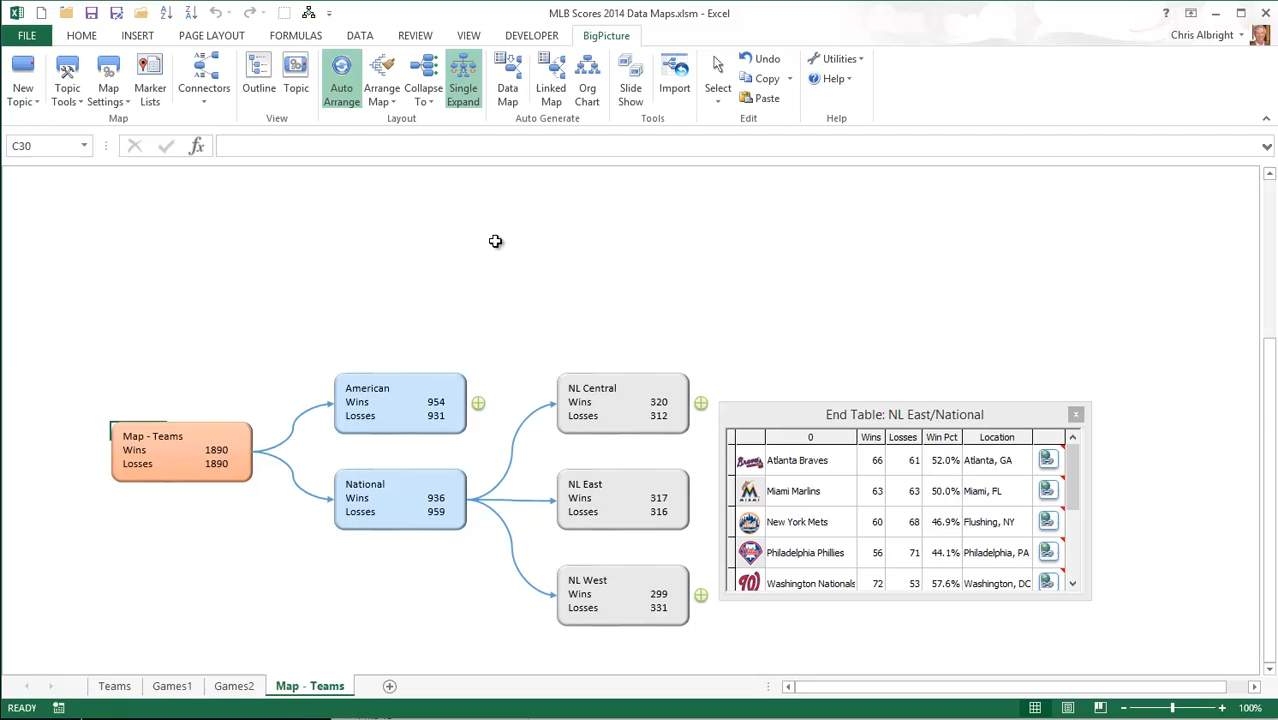 MLB Scores 2014 Data Maps.xlsm - Excel
FILE HOME INSERT PAGE LAYOUT FORMULAS DATA REVIEW VIEW DEVELOPER BigPicture Chris Albright
New Topic Topic Tools Map Settings Marker Lists Connectors Outline Topic Auto Arrange Arrange Map Collapse To Single Expand Data Map Linked Map Org Chart Slide Show Import Select Undo Copy Paste Utilities Help
Map View Layout Auto Generate Tools Edit Help
C30 fx
American
Wins 954
Losses 931
NL Central
Wins 320
Losses 312
Map - Teams
Wins 1890
Losses 1890
National
Wins 936
Losses 959
NL East
Wins 317
Losses 316
NL West
Wins 299
Losses 331
End Table: NL East/National x
0 Wins Losses Win Pct Location
Braves Atlanta Braves 66 61 52.0% Atlanta, GA
Miami Marlins 63 63 50.0% Miami, FL
New York Mets 60 68 46.9% Flushing, NY
Philadelphia Phillies 56 71 44.1% Philadelphia, PA
Washington Nationals 72 53 57.6% Washington, DC
Teams Games1 Games2 Map - Teams
READY 100%